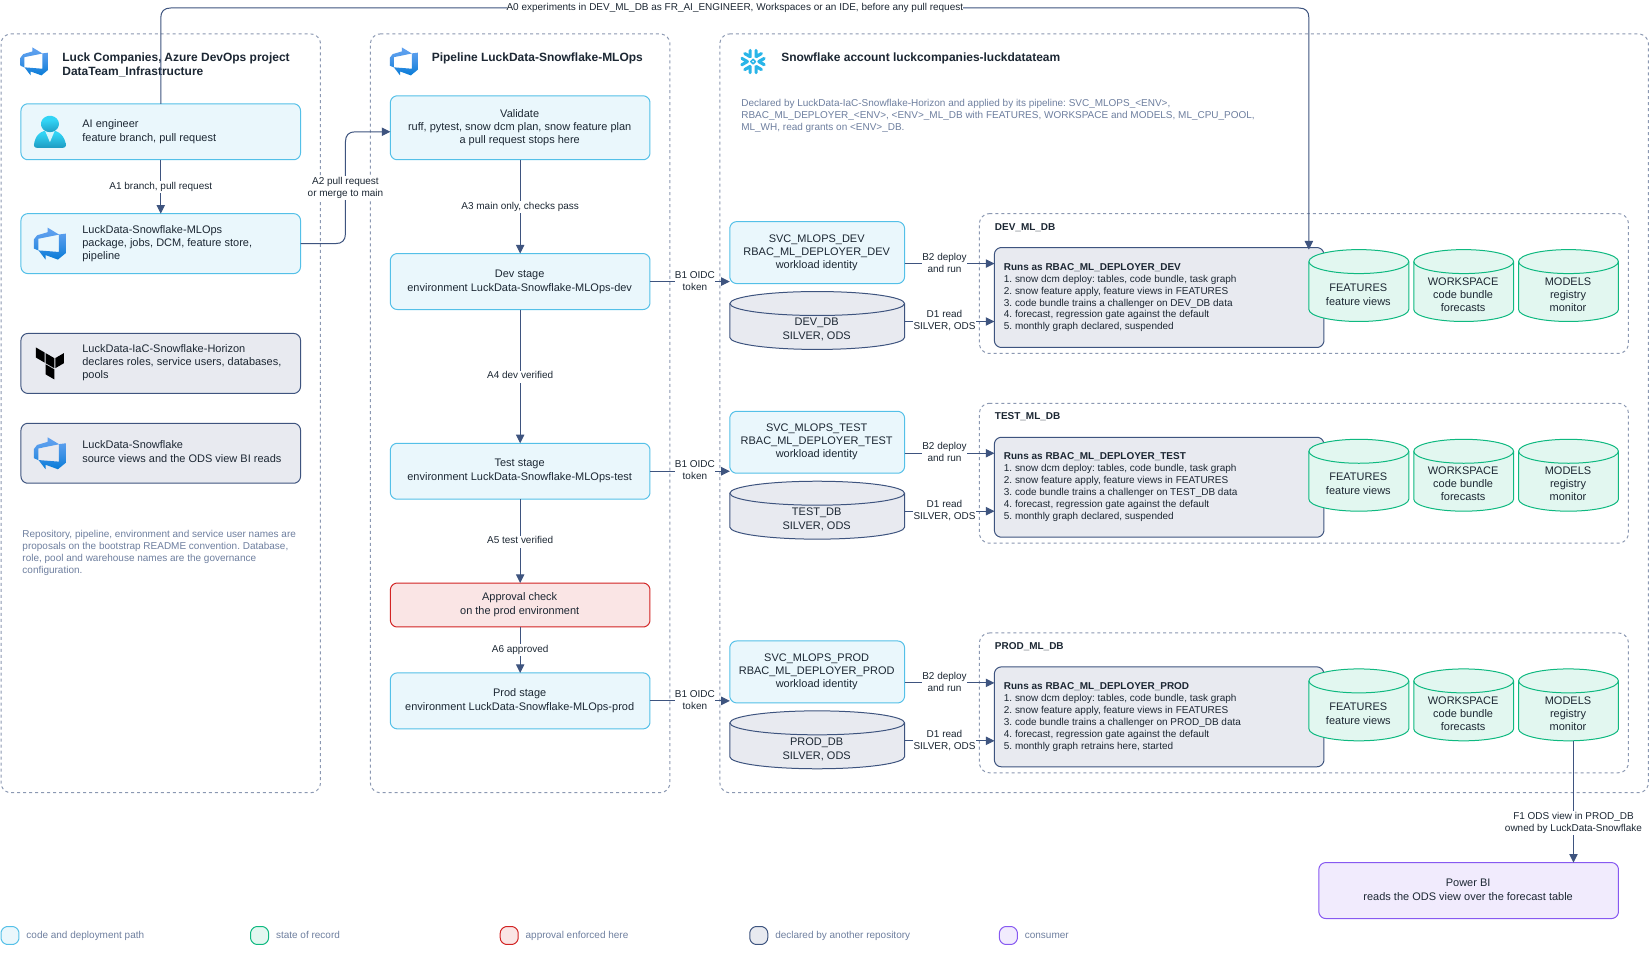 A0 experiments in DEV_ML_DB as FR_AI_ENGINEER, Workspaces or an IDE, before any pull request
Luck Companies, Azure DevOps project
DataTeam_Infrastructure
AI engineer
feature branch, pull request
A1 branch, pull request
LuckData-Snowflake-MLOps
package, jobs, DCM, feature store,
pipeline
LuckData-IaC-Snowflake-Horizon
declares roles, service users, databases,
pools
LuckData-Snowflake
source views and the ODS view BI reads
Repository, pipeline, environment and service user names are
proposals on the bootstrap README convention. Database,
role, pool and warehouse names are the governance
configuration.
A2 pull request
or merge to main
Pipeline LuckData-Snowflake-MLOps
Validate
ruff, pytest, snow dcm plan, snow feature plan
a pull request stops here
A3 main only, checks pass
Dev stage
environment LuckData-Snowflake-MLOps-dev
A4 dev verified
Test stage
environment LuckData-Snowflake-MLOps-test
A5 test verified
Approval check
on the prod environment
A6 approved
Prod stage
environment LuckData-Snowflake-MLOps-prod
B1 OIDC
token
B1 OIDC
token
B1 OIDC
token
Snowflake account luckcompanies-luckdatateam
Declared by LuckData-IaC-Snowflake-Horizon and applied by its pipeline: SVC_MLOPS_<ENV>,
RBAC_ML_DEPLOYER_<ENV>, <ENV>_ML_DB with FEATURES, WORKSPACE and MODELS, ML_CPU_POOL,
ML_WH, read grants on <ENV>_DB.
SVC_MLOPS_DEV
RBAC_ML_DEPLOYER_DEV
workload identity
DEV_DB
SILVER, ODS
B2 deploy
and run
D1 read
SILVER, ODS
DEV_ML_DB
Runs as RBAC_ML_DEPLOYER_DEV
1. snow dcm deploy: tables, code bundle, task graph
2. snow feature apply, feature views in FEATURES
3. code bundle trains a challenger on DEV_DB data
4. forecast, regression gate against the default
5. monthly graph declared, suspended
FEATURES
feature views
WORKSPACE
code bundle
forecasts
MODELS
registry
monitor
SVC_MLOPS_TEST
RBAC_ML_DEPLOYER_TEST
workload identity
TEST_DB
SILVER, ODS
B2 deploy
and run
D1 read
SILVER, ODS
TEST_ML_DB
Runs as RBAC_ML_DEPLOYER_TEST
1. snow dcm deploy: tables, code bundle, task graph
2. snow feature apply, feature views in FEATURES
3. code bundle trains a challenger on TEST_DB data
4. forecast, regression gate against the default
5. monthly graph declared, suspended
FEATURES
feature views
WORKSPACE
code bundle
forecasts
MODELS
registry
monitor
SVC_MLOPS_PROD
RBAC_ML_DEPLOYER_PROD
workload identity
PROD_DB
SILVER, ODS
B2 deploy
and run
D1 read
SILVER, ODS
PROD_ML_DB
Runs as RBAC_ML_DEPLOYER_PROD
1. snow dcm deploy: tables, code bundle, task graph
2. snow feature apply, feature views in FEATURES
3. code bundle trains a challenger on PROD_DB data
4. forecast, regression gate against the default
5. monthly graph retrains here, started
FEATURES
feature views
WORKSPACE
code bundle
forecasts
MODELS
registry
monitor
F1 ODS view in PROD_DB
owned by LuckData-Snowflake
Power BI
reads the ODS view over the forecast table
code and deployment path
state of record
approval enforced here
declared by another repository
consumer